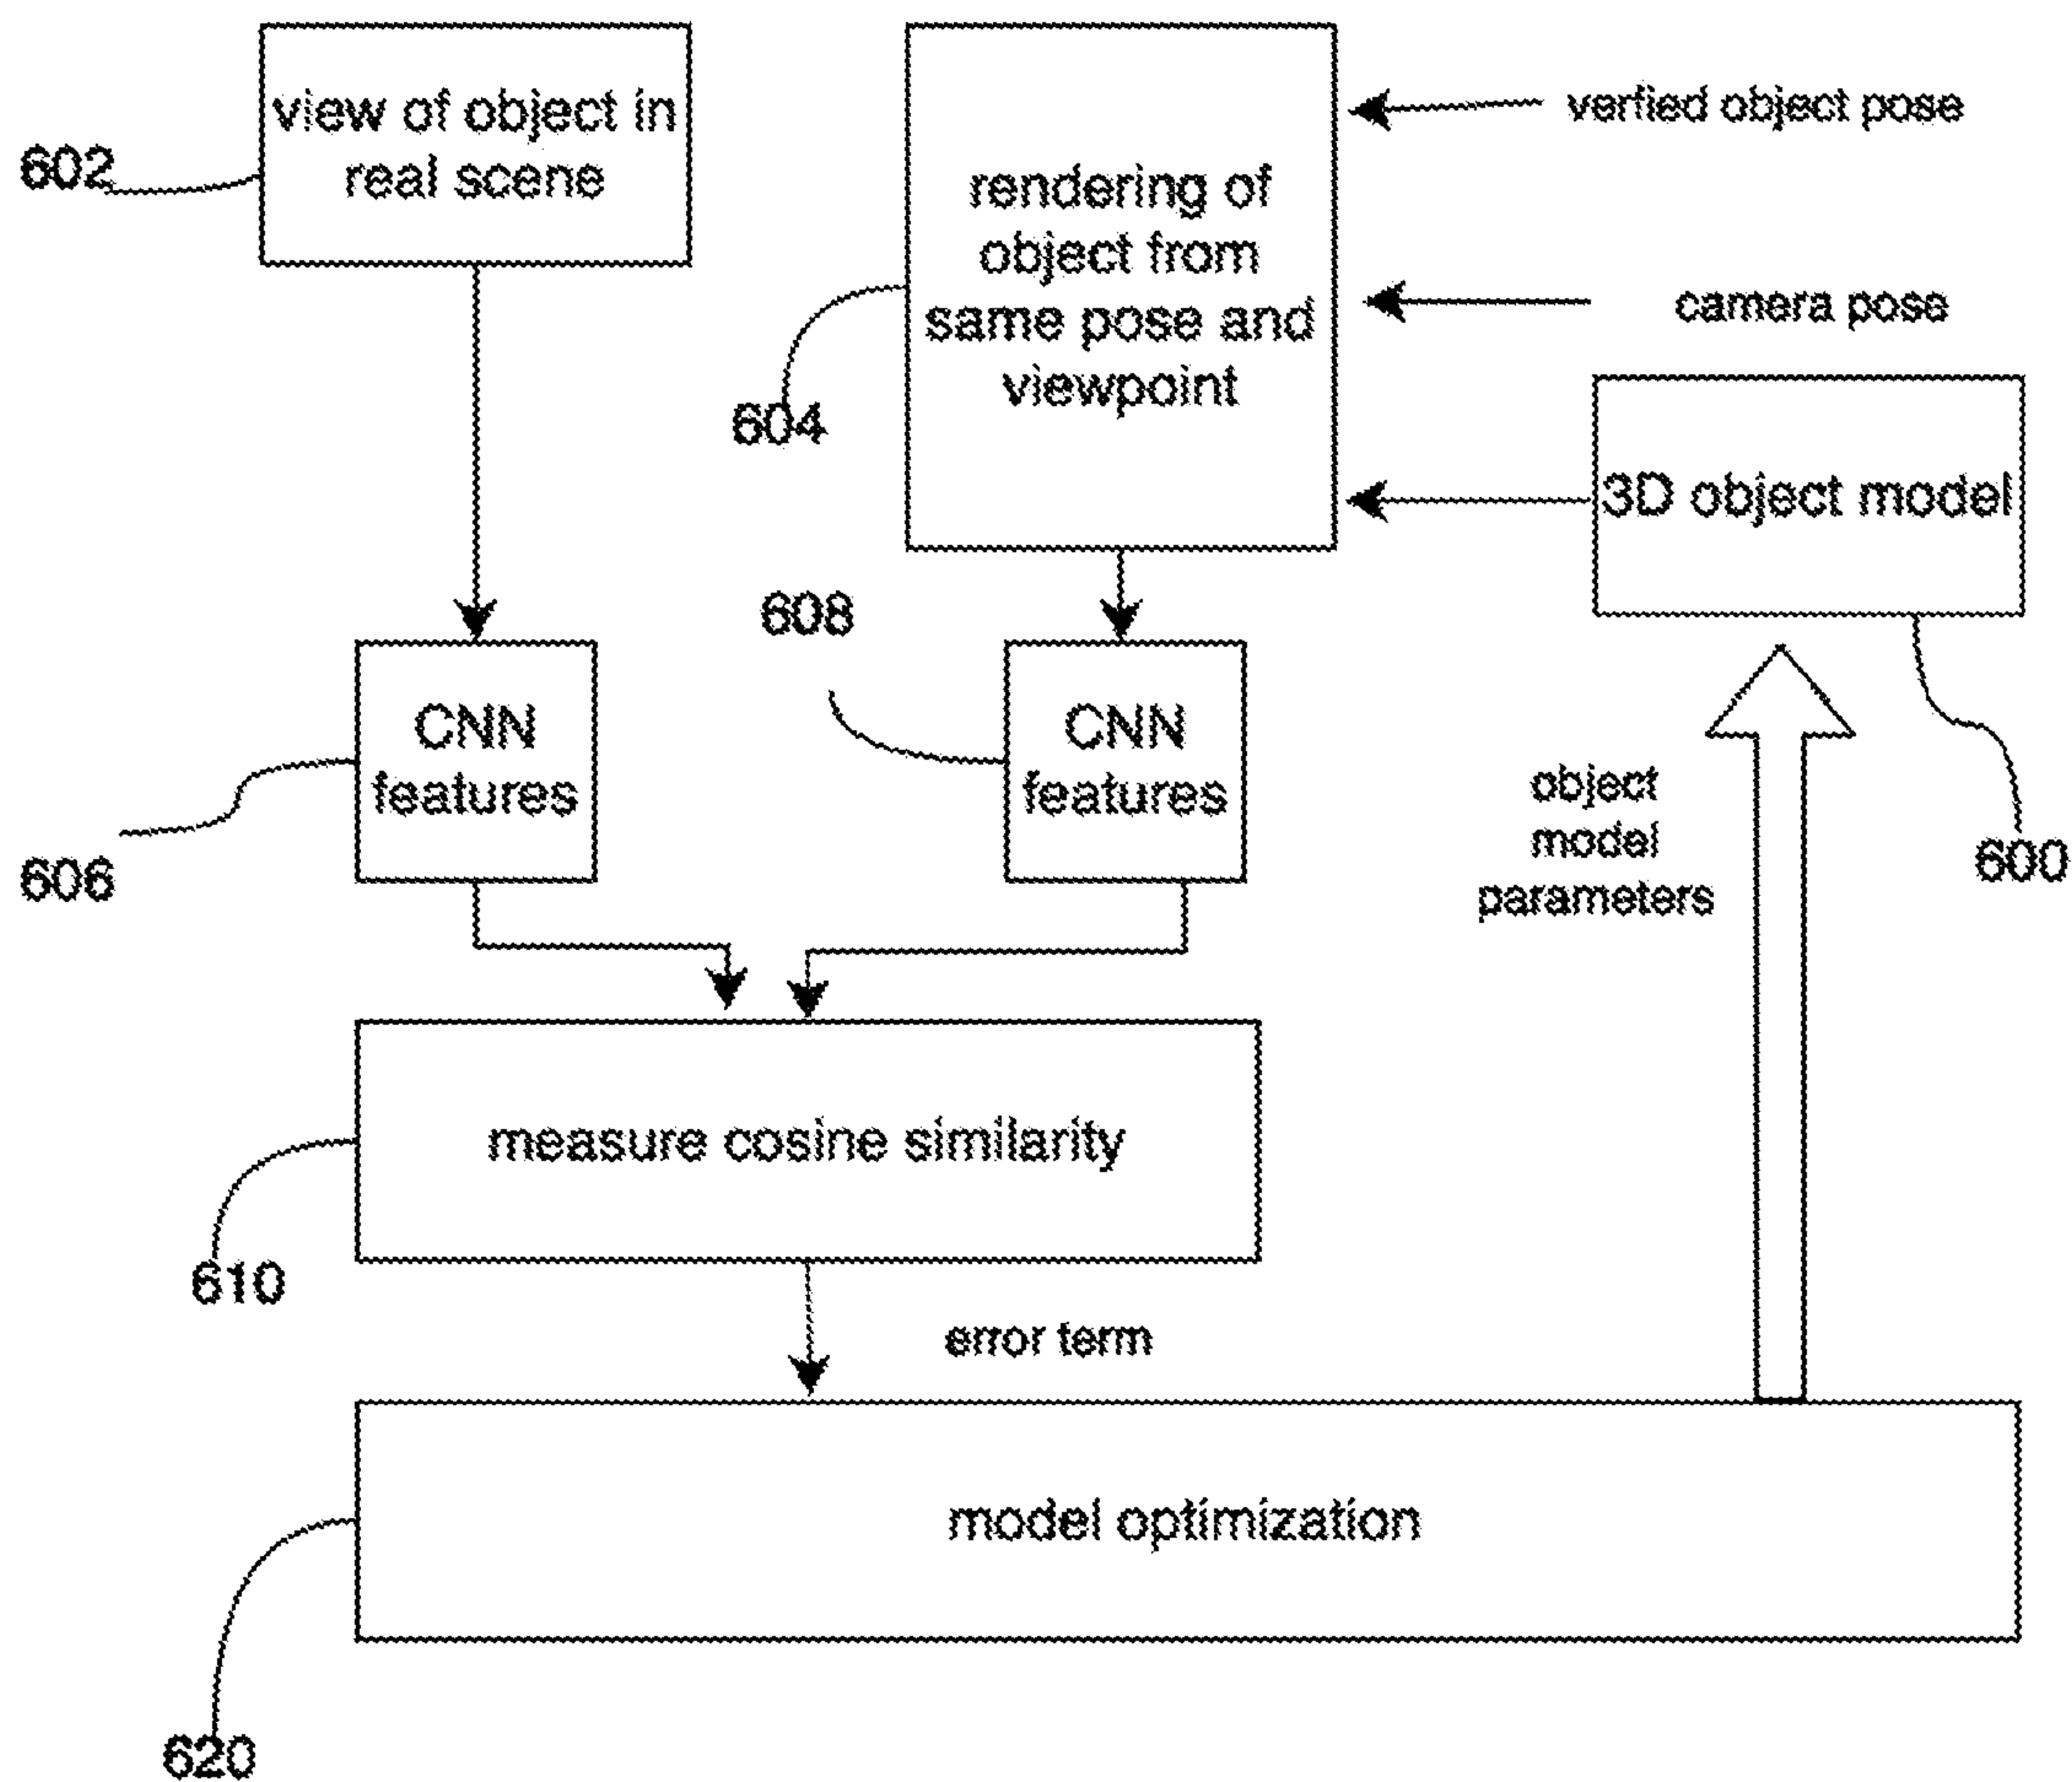 view of object in
real scene
602
rendering of
object from
same pose and
viewpoint
604
verfied object pose
camera pose
3D object model
600
CNN
features
606
608
CNN
features
object
model
parameters
measure cosine similarity
610
error term
model optimization
620